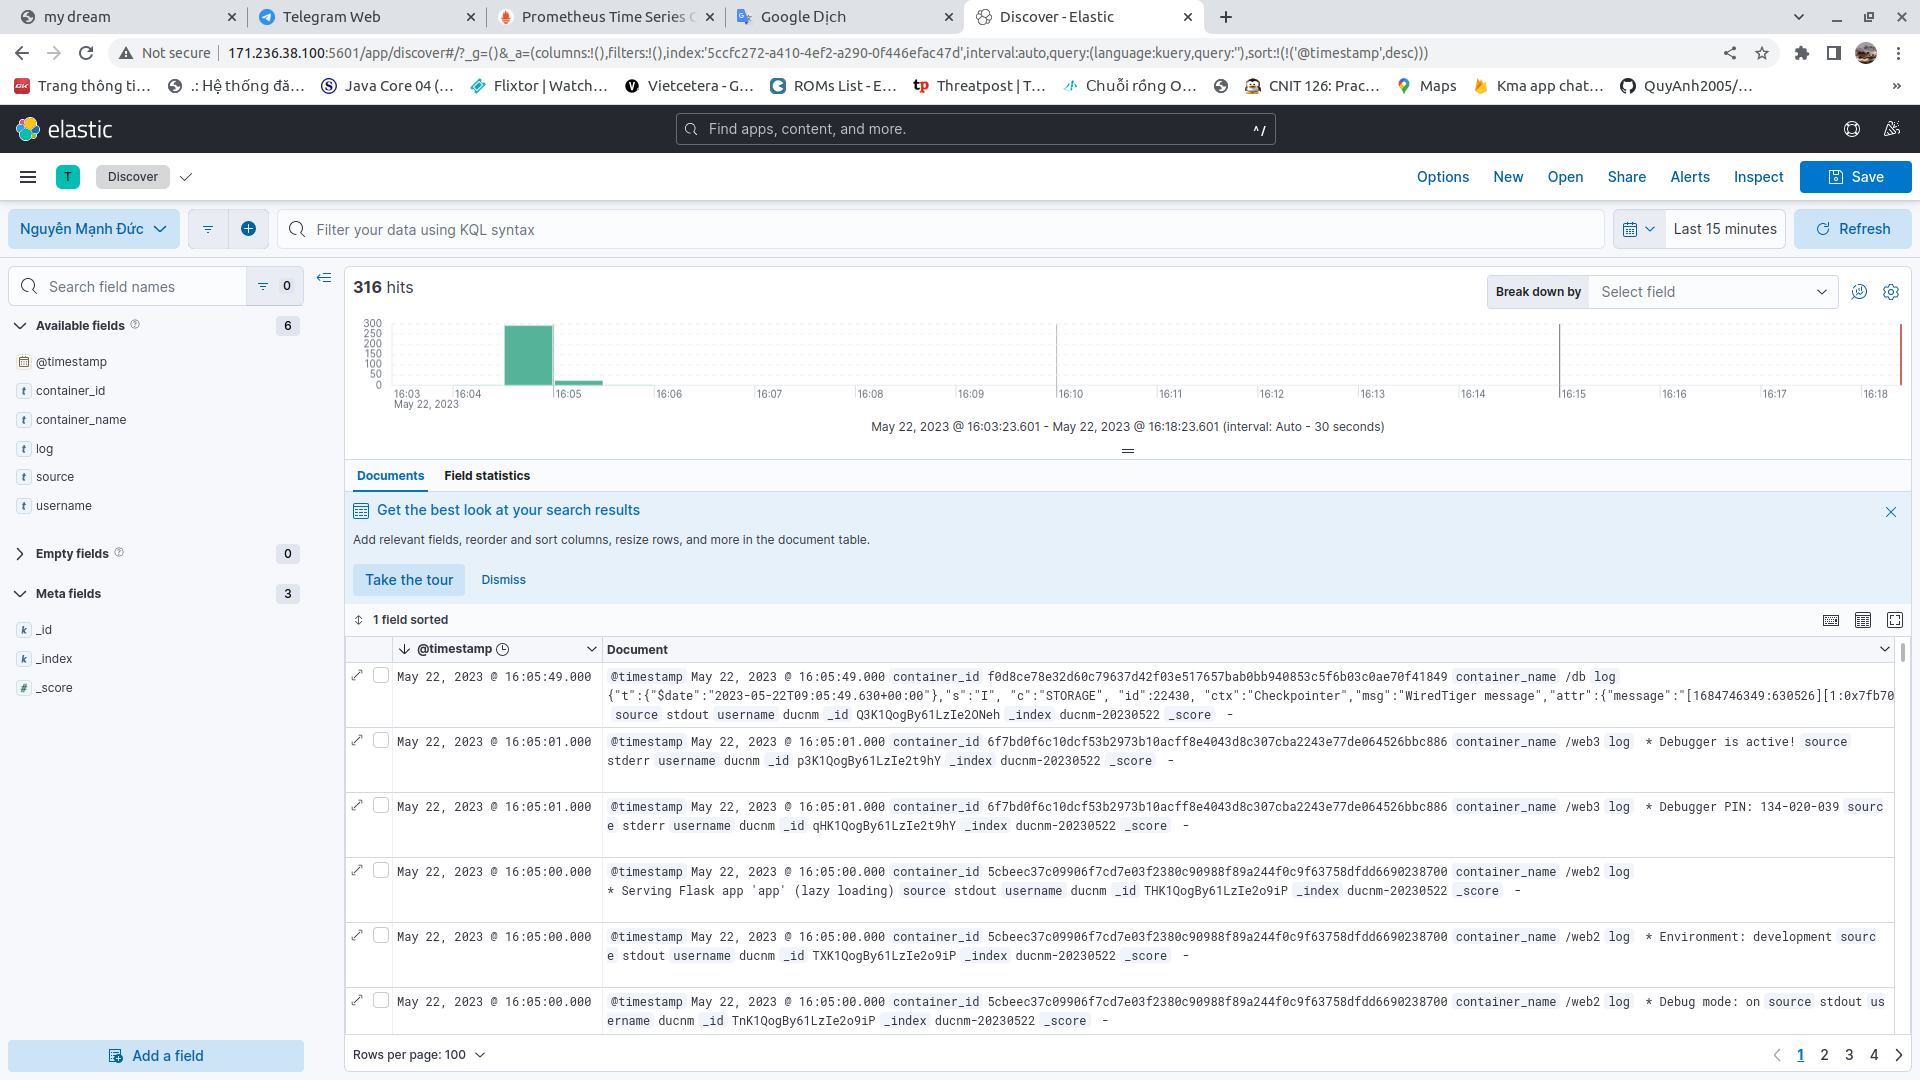 my dream
Telegram Web
Prometheus Time Series C
Google Dịch
Discover - Elastic
Not secure | 171.236.38.100:5601/app/discover#/?_g=()&_a=(columns:!(),filters:!(),index:'5ccfc272-a410-4ef2-a290-0f446efac47d',interval:auto,query:(language:kuery,query:''),sort:!(!('@timestamp',desc)))
Trang thông ti…
.: Hệ thống đă…
Java Core 04 (…
Flixtor | Watch…
Vietcetera - G…
ROMs List - E…
tp Threatpost | T…
Chuỗi rồng O…
CNIT 126: Prac…
Maps
Kma app chat…
QuyAnh2005/…
»
elastic
Find apps, content, and more.
^/
T
Discover
Options
New
Open
Share
Alerts
Inspect
Save
Nguyễn Mạnh Đức
Filter your data using KQL syntax
Last 15 minutes
Refresh
Search field names
0
Available fields
6
@timestamp
t container_id
t container_name
t log
t source
t username
Empty fields
0
Meta fields
3
k _id
k _index
# _score
Add a field
316 hits
Break down by
Select field
300
250
200
150
100
50
0
16:03 16:04 16:05 16:06 16:07 16:08 16:09 16:10 16:11 16:12 16:13 16:14 16:15 16:16 16:17 16:18
May 22, 2023
May 22, 2023 @ 16:03:23.601 - May 22, 2023 @ 16:18:23.601 (interval: Auto - 30 seconds)
Documents
Field statistics
Get the best look at your search results
Add relevant fields, reorder and sort columns, resize rows, and more in the document table.
Take the tour
Dismiss
1 field sorted
@timestamp
Document
May 22, 2023 @ 16:05:49.000
@timestamp May 22, 2023 @ 16:05:49.000 container_id f0d8ce78e32d60c79637d42f03e517657bab0bb940853c5f6b03c0ae70f41849 container_name /db log
{"t":{"$date":"2023-05-22T09:05:49.630+00:00"},"s":"I", "c":"STORAGE", "id":22430, "ctx":"Checkpointer","msg":"WiredTiger message","attr":{"message":"[1684746349:630526][1:0x7fb70
source stdout username ducnm _id Q3K1QogBy61LzIe2ONeh _index ducnm-20230522 _score -
May 22, 2023 @ 16:05:01.000
@timestamp May 22, 2023 @ 16:05:01.000 container_id 6f7bd0f6c10dcf53b2973b10acff8e4043d8c307cba2243e77de064526bbc886 container_name /web3 log * Debugger is active! source
stderr username ducnm _id p3K1QogBy61LzIe2t9hY _index ducnm-20230522 _score -
May 22, 2023 @ 16:05:01.000
@timestamp May 22, 2023 @ 16:05:01.000 container_id 6f7bd0f6c10dcf53b2973b10acff8e4043d8c307cba2243e77de064526bbc886 container_name /web3 log * Debugger PIN: 134-020-039 sourc
e stderr username ducnm _id qHK1QogBy61LzIe2t9hY _index ducnm-20230522 _score -
May 22, 2023 @ 16:05:00.000
@timestamp May 22, 2023 @ 16:05:00.000 container_id 5cbeec37c09906f7cd7e03f2380c90988f89a244f0c9f63758dfdd6690238700 container_name /web2 log
* Serving Flask app 'app' (lazy loading) source stdout username ducnm _id THK1QogBy61LzIe2o9iP _index ducnm-20230522 _score -
May 22, 2023 @ 16:05:00.000
@timestamp May 22, 2023 @ 16:05:00.000 container_id 5cbeec37c09906f7cd7e03f2380c90988f89a244f0c9f63758dfdd6690238700 container_name /web2 log * Environment: development sourc
e stdout username ducnm _id TXK1QogBy61LzIe2o9iP _index ducnm-20230522 _score -
May 22, 2023 @ 16:05:00.000
@timestamp May 22, 2023 @ 16:05:00.000 container_id 5cbeec37c09906f7cd7e03f2380c90988f89a244f0c9f63758dfdd6690238700 container_name /web2 log * Debug mode: on source stdout us
ername ducnm _id TnK1QogBy61LzIe2o9iP _index ducnm-20230522 _score -
Rows per page: 100
1 2 3 4